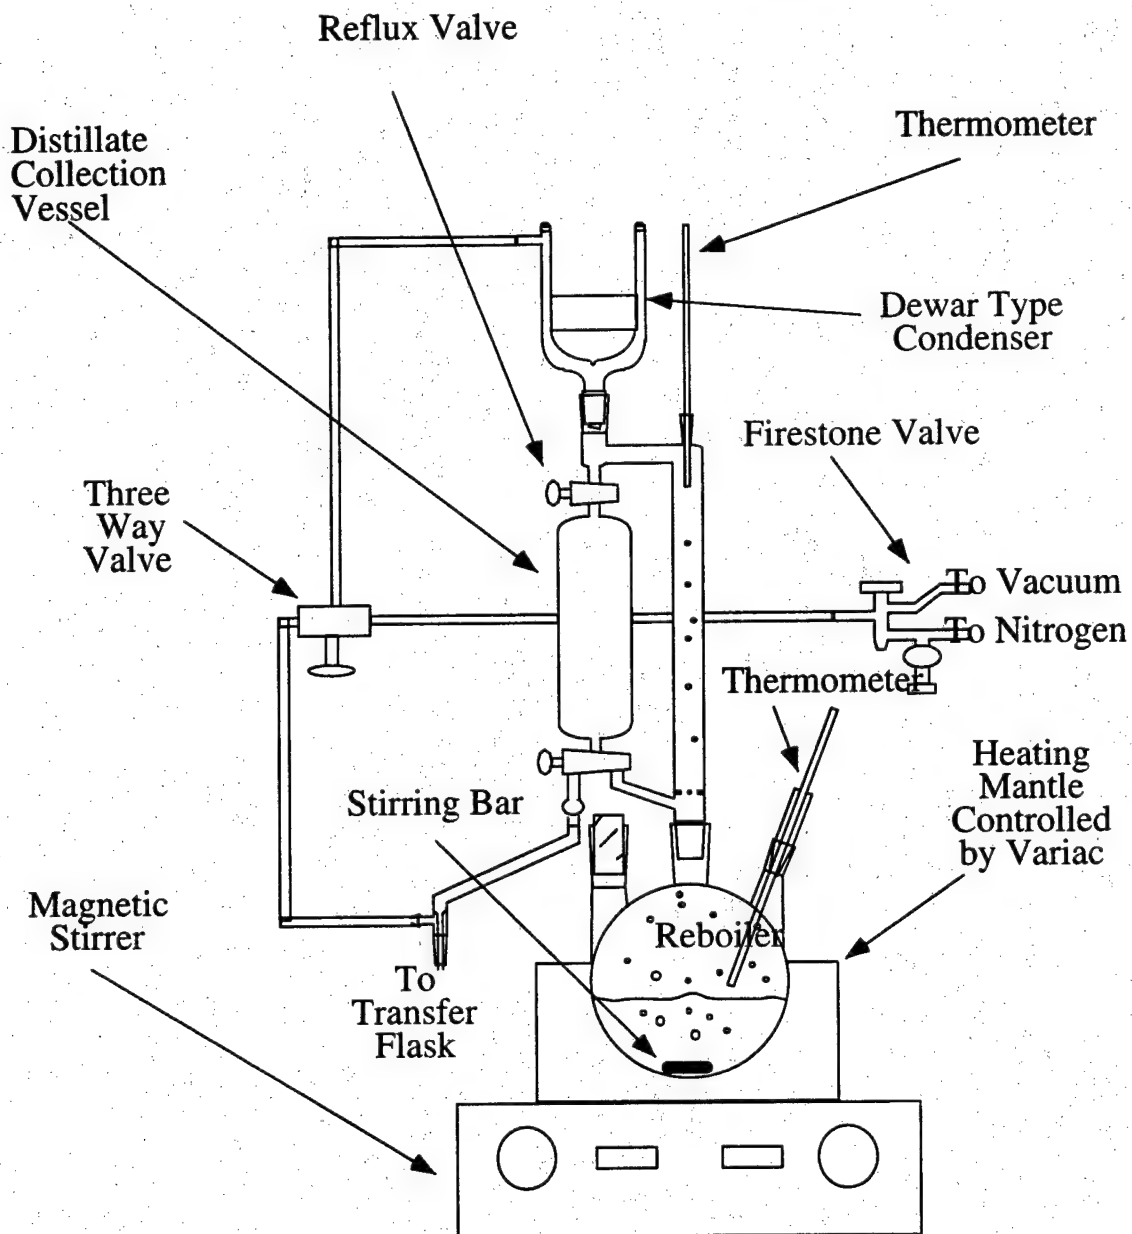 Reflux Valve
Thermometer
Distillate
Collection
Vessel
Dewar Type
Condenser
Firestone Valve
Three
Way
Valve
To Vacuum
To Nitrogen
Thermometer
Heating
Mantle
Controlled
by Variac
Stirring Bar
Magnetic
Stirrer
Reboiler
To
Transfer
Flask